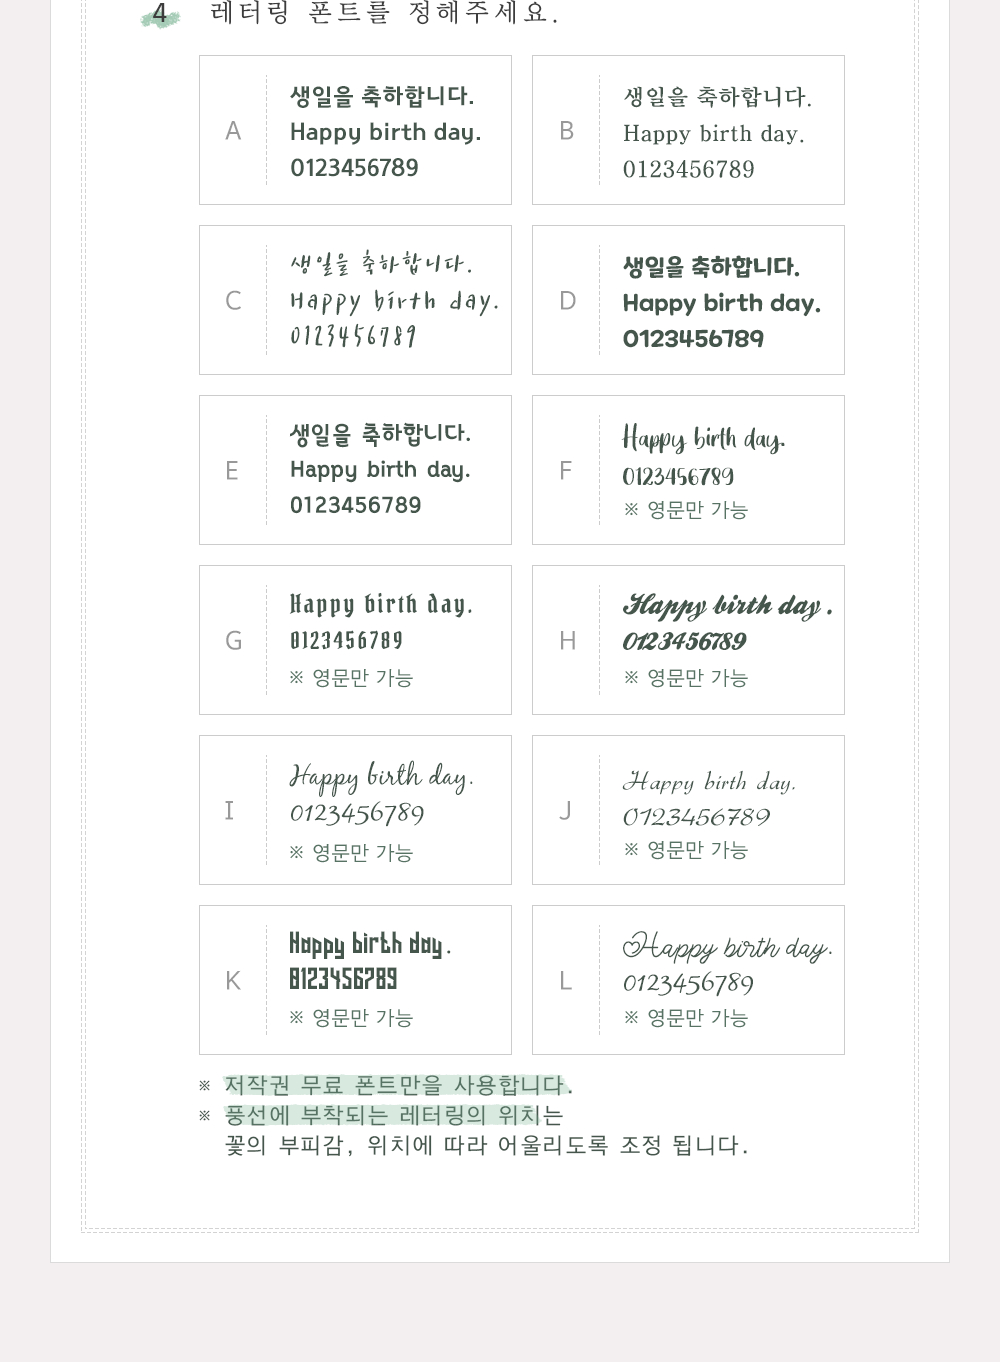 4 레터링 폰트를 정해주세요.
A
생일을 축하합니다.
Happy birth day.
0123456789
B
생일을 축하합니다.
Happy birth day.
0123456789
C
생일을 축하합니다.
Happy birth day.
0123456789
D
생일을 축하합니다.
Happy birth day.
0123456789
E
생일을 축하합니다.
Happy birth day.
0123456789
F
Happy birth day.
0123456789
※ 영문만 가능
G
Happy birth day.
0123456789
※ 영문만 가능
H
Happy birth day .
0123456789
※ 영문만 가능
I
Happy birth day.
0123456789
※ 영문만 가능
J
Happy birth day.
0123456789
※ 영문만 가능
K
Happy birth day.
0123456789
※ 영문만 가능
L
Happy birth day.
0123456789
※ 영문만 가능
※ 저작권 무료 폰트만을 사용합니다.
※ 풍선에 부착되는 레터링의 위치는
꽃의 부피감, 위치에 따라 어울리도록 조정 됩니다.